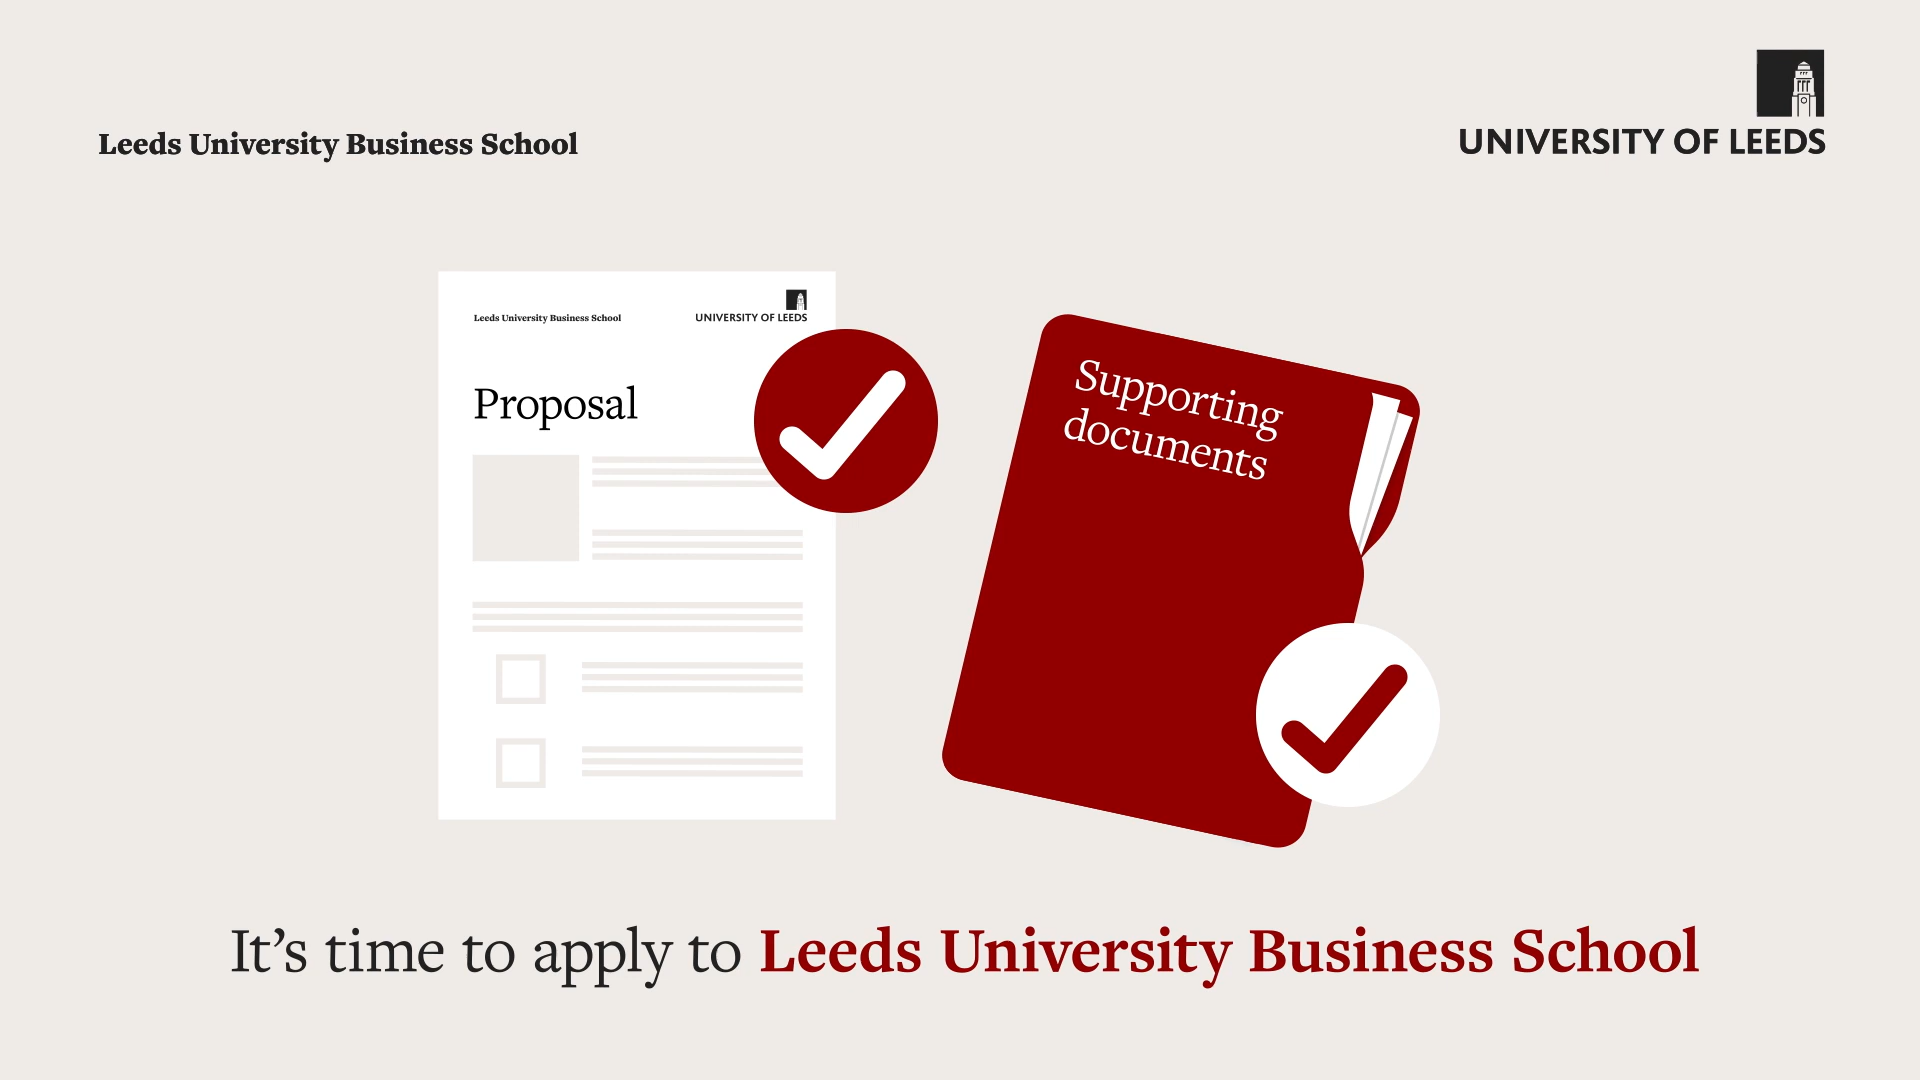 Leeds University Business School
UNIVERSITY OF LEEDS
Leeds University Business School
UNIVERSITY OF LEEDS
Proposal
Supporting
documents
It’s time to apply to Leeds University Business School